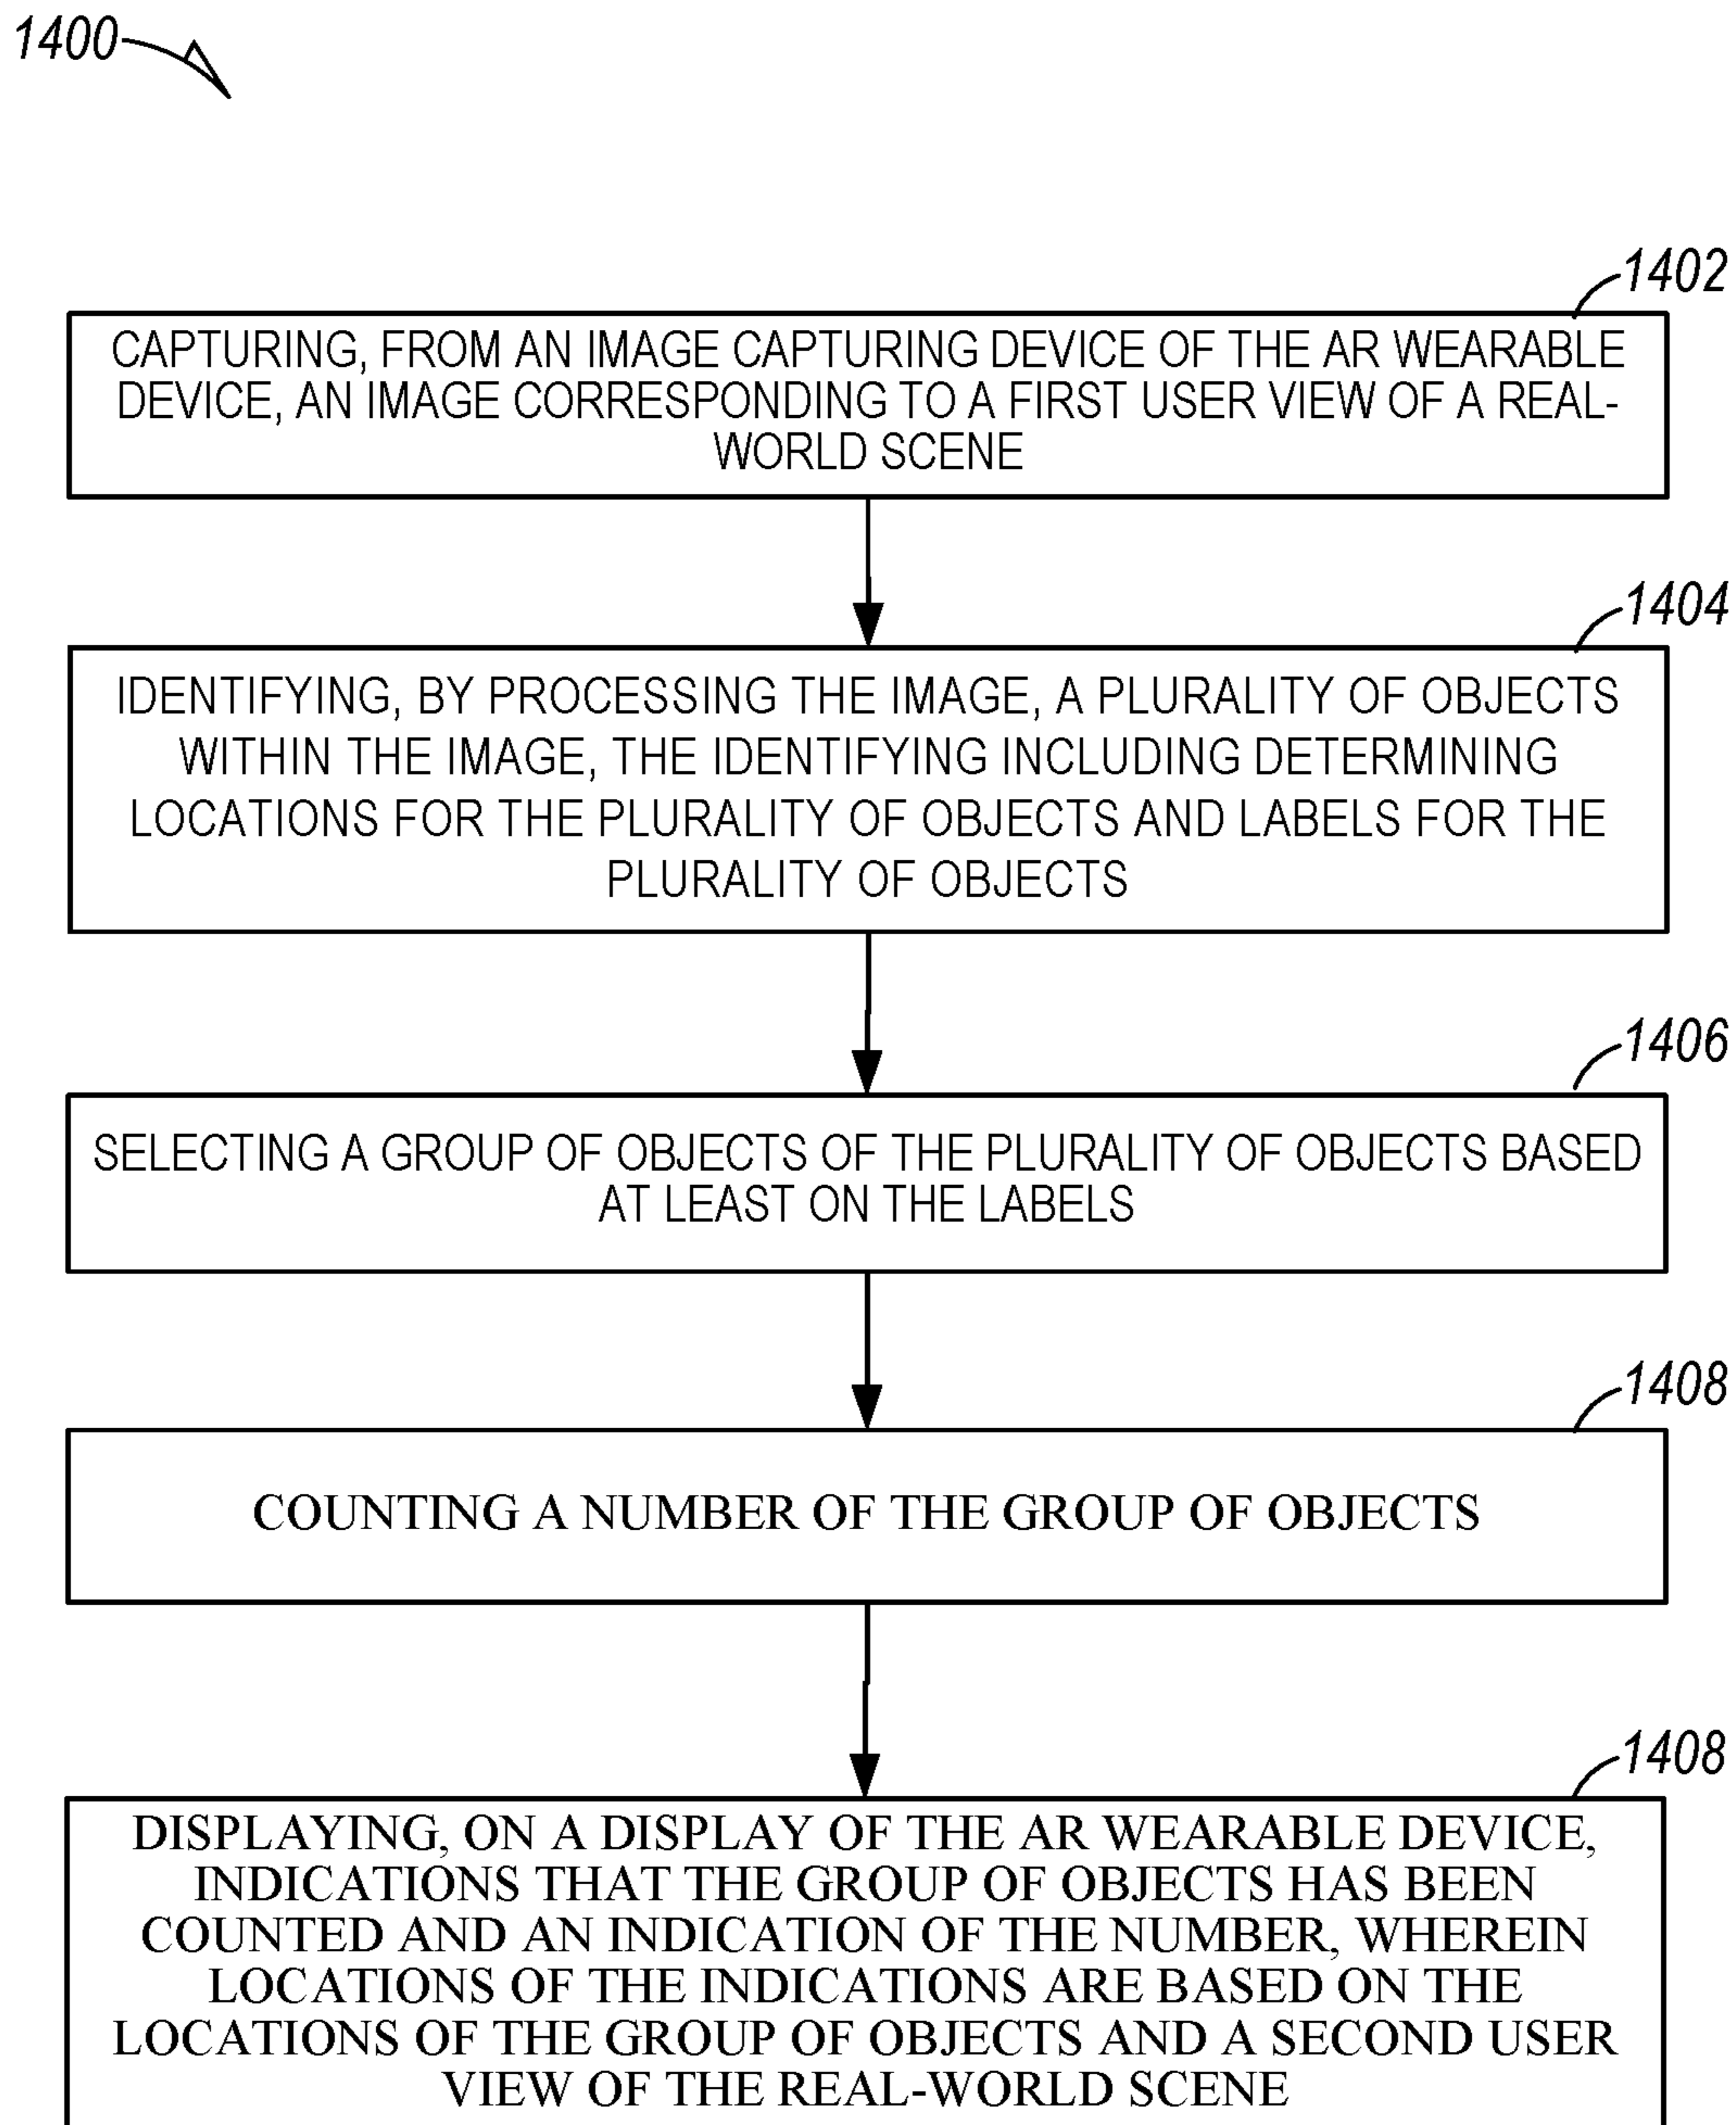 1400
1402
CAPTURING, FROM AN IMAGE CAPTURING DEVICE OF THE AR WEARABLE
DEVICE, AN IMAGE CORRESPONDING TO A FIRST USER VIEW OF A REAL-
WORLD SCENE
1404
IDENTIFYING, BY PROCESSING THE IMAGE, A PLURALITY OF OBJECTS
WITHIN THE IMAGE, THE IDENTIFYING INCLUDING DETERMINING
LOCATIONS FOR THE PLURALITY OF OBJECTS AND LABELS FOR THE
PLURALITY OF OBJECTS
1406
SELECTING A GROUP OF OBJECTS OF THE PLURALITY OF OBJECTS BASED
AT LEAST ON THE LABELS
1408
COUNTING A NUMBER OF THE GROUP OF OBJECTS
1408
DISPLAYING, ON A DISPLAY OF THE AR WEARABLE DEVICE,
INDICATIONS THAT THE GROUP OF OBJECTS HAS BEEN
COUNTED AND AN INDICATION OF THE NUMBER, WHEREIN
LOCATIONS OF THE INDICATIONS ARE BASED ON THE
LOCATIONS OF THE GROUP OF OBJECTS AND A SECOND USER
VIEW OF THE REAL-WORLD SCENE